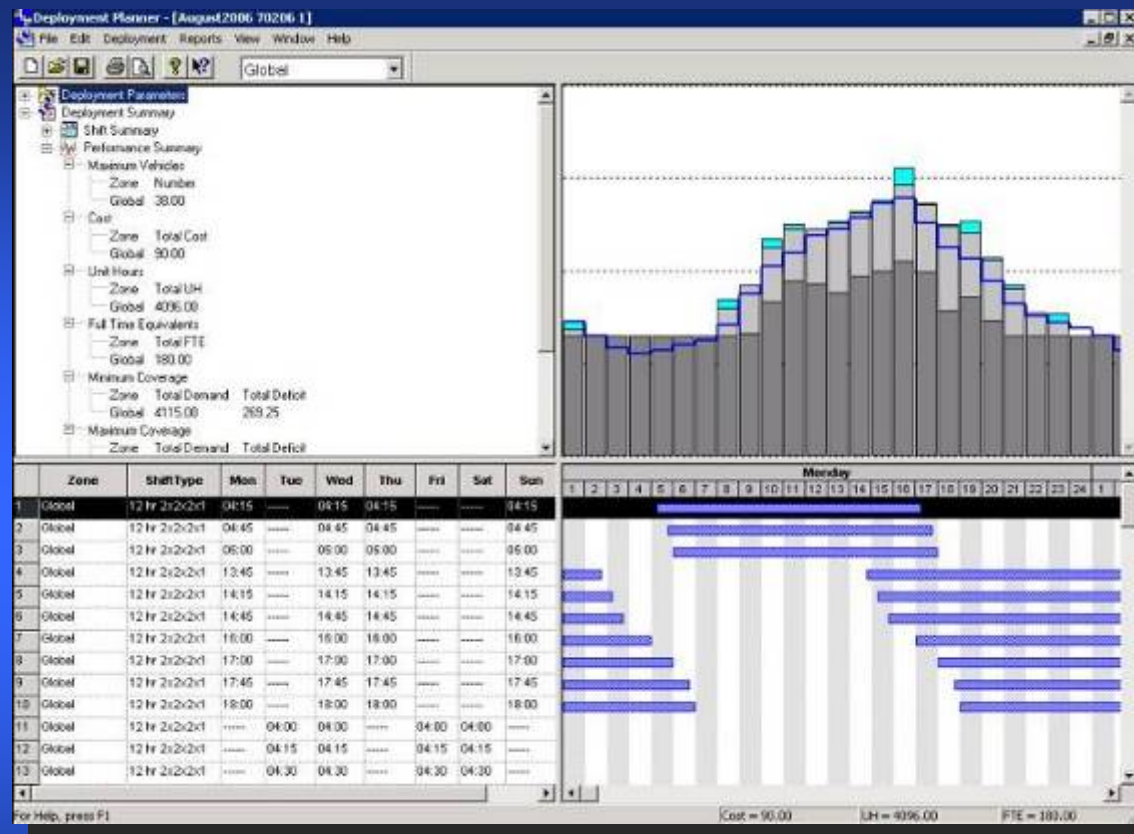 Deployment Planner - [August2006 70206 1]
File Edit Deployment Reports View Window Help
Global
Deployment Parameters
Deployment Summary
Shift Summary
Performance Summary
Maximum Vehicles
Zone Number
Global 38.00
Cost
Zone Total Cost
Global 90.00
Unit Hours
Zone Total UH
Global 4096.00
Full Time Equivalents
Zone Total FTE
Global 180.00
Minimum Coverage
Zone Total Demand Total Deficit
Global 4115.00 269.25
Maximum Coverage
Zone Total Demand Total Deficit
Zone ShiftType Mon Tue Wed Thu Fri Sat Sun
1 Global 12 hr 2x2x2x1 04:15 ----- 04:15 04:15 ----- ----- 04:15
2 Global 12 hr 2x2x2x1 04:45 ----- 04:45 04:45 ----- ----- 04:45
3 Global 12 hr 2x2x2x1 05:00 ----- 05:00 05:00 ----- ----- 05:00
4 Global 12 hr 2x2x2x1 13:45 ----- 13:45 13:45 ----- ----- 13:45
5 Global 12 hr 2x2x2x1 14:15 ----- 14:15 14:15 ----- ----- 14:15
6 Global 12 hr 2x2x2x1 14:45 ----- 14:45 14:45 ----- ----- 14:45
7 Global 12 hr 2x2x2x1 16:00 ----- 16:00 16:00 ----- ----- 16:00
8 Global 12 hr 2x2x2x1 17:00 ----- 17:00 17:00 ----- ----- 17:00
9 Global 12 hr 2x2x2x1 17:45 ----- 17:45 17:45 ----- ----- 17:45
10 Global 12 hr 2x2x2x1 18:00 ----- 18:00 18:00 ----- ----- 18:00
11 Global 12 hr 2x2x2x1 ----- 04:00 04:00 ----- 04:00 04:00 -----
12 Global 12 hr 2x2x2x1 ----- 04:15 04:15 ----- 04:15 04:15 -----
13 Global 12 hr 2x2x2x1 ----- 04:30 04:30 ----- 04:30 04:30 -----
Monday
1 2 3 4 5 6 7 8 9 10 11 12 13 14 15 16 17 18 19 20 21 22 23 24 1
For Help, press F1
Cost = 90.00 UH = 4096.00 FTE = 180.00